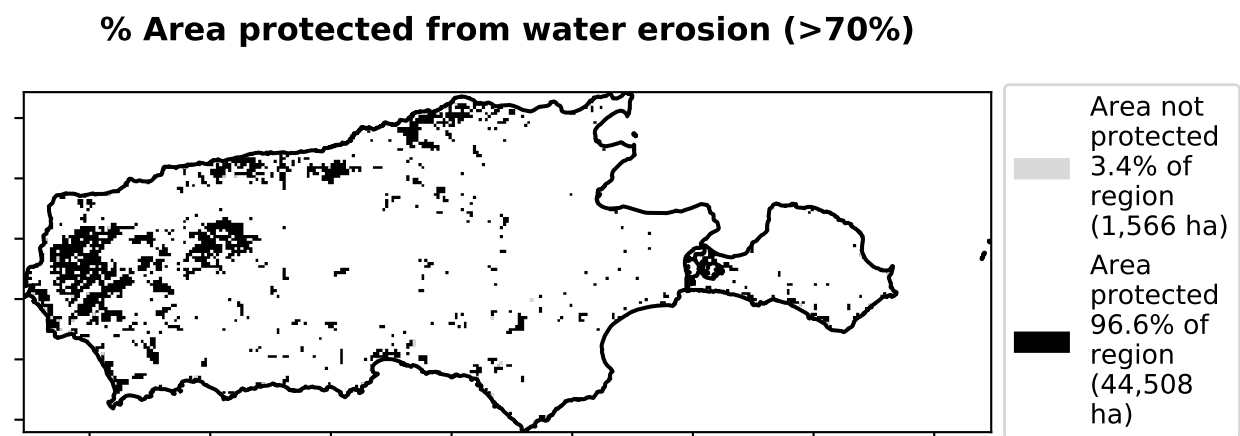 % Area protected from water erosion (>70%)
Area not
protected
3.4% of
region
(1,566 ha)
Area
protected
96.6% of
region
(44,508
ha)